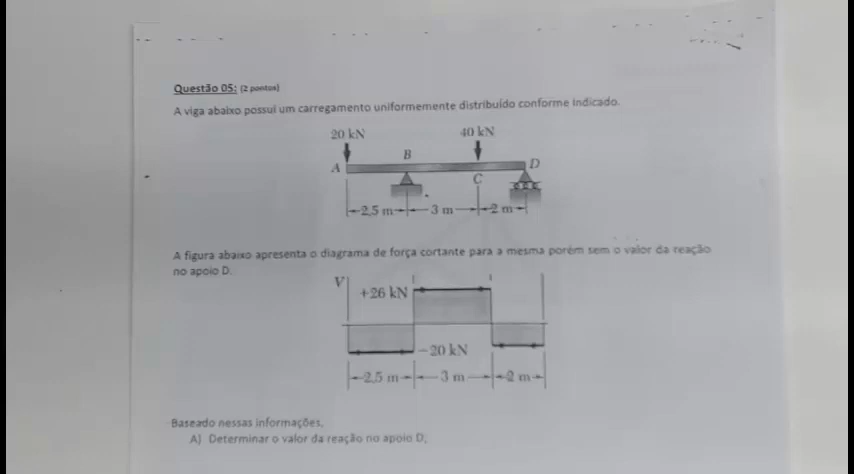 Questão 05: (2 pontos)
A viga abaixo possui um carregamento uniformemente distribuído conforme indicado.
20 kN
40 kN
B
A
D
C
2,5 m
3 m
2 m
A figura abaixo apresenta o diagrama de força cortante para a mesma porém sem o valor da reação
no apoio D.
V
+26 kN
−20 kN
2,5 m
3 m
2 m
Baseado nessas informações,
A) Determinar o valor da reação no apoio D;